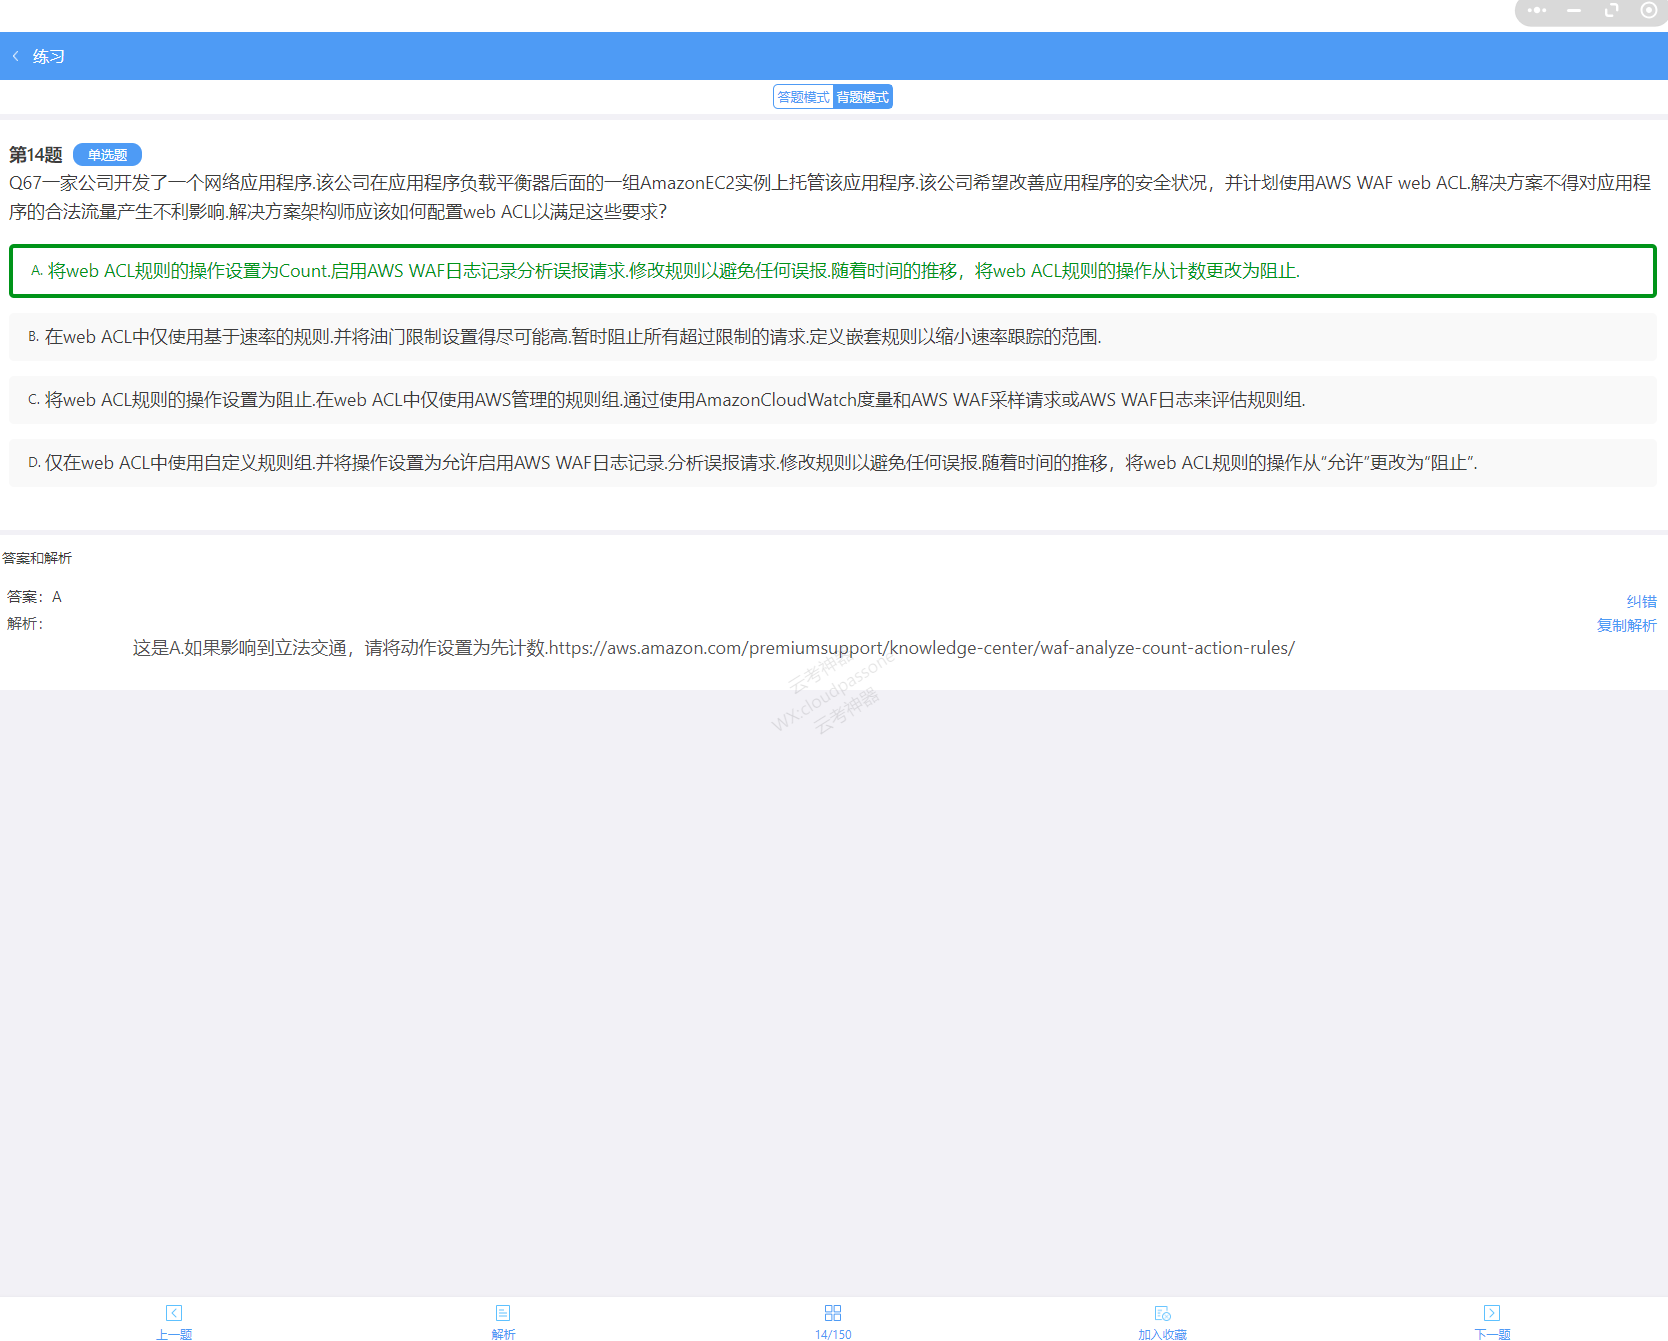 练习
答题模式 背题模式
第14题 单选题
Q67一家公司开发了一个网络应用程序.该公司在应用程序负载平衡器后面的一组AmazonEC2实例上托管该应用程序.该公司希望改善应用程序的安全状况，并计划使用AWS WAF web ACL.解决方案不得对应用程
序的合法流量产生不利影响.解决方案架构师应该如何配置web ACL以满足这些要求?
A. 将web ACL规则的操作设置为Count.启用AWS WAF日志记录分析误报请求.修改规则以避免任何误报.随着时间的推移，将web ACL规则的操作从计数更改为阻止.
B. 在web ACL中仅使用基于速率的规则.并将油门限制设置得尽可能高.暂时阻止所有超过限制的请求.定义嵌套规则以缩小速率跟踪的范围.
C. 将web ACL规则的操作设置为阻止.在web ACL中仅使用AWS管理的规则组.通过使用AmazonCloudWatch度量和AWS WAF采样请求或AWS WAF日志来评估规则组.
D. 仅在web ACL中使用自定义规则组.并将操作设置为允许启用AWS WAF日志记录.分析误报请求.修改规则以避免任何误报.随着时间的推移，将web ACL规则的操作从“允许”更改为“阻止”.
答案和解析
答案：A
纠错
解析：
复制解析
这是A.如果影响到立法交通，请将动作设置为先计数.https://aws.amazon.com/premiumsupport/knowledge-center/waf-analyze-count-action-rules/
云考神器
WX:cloudpassone
云考神器
上一题 解析 14/150 加入收藏 下一题